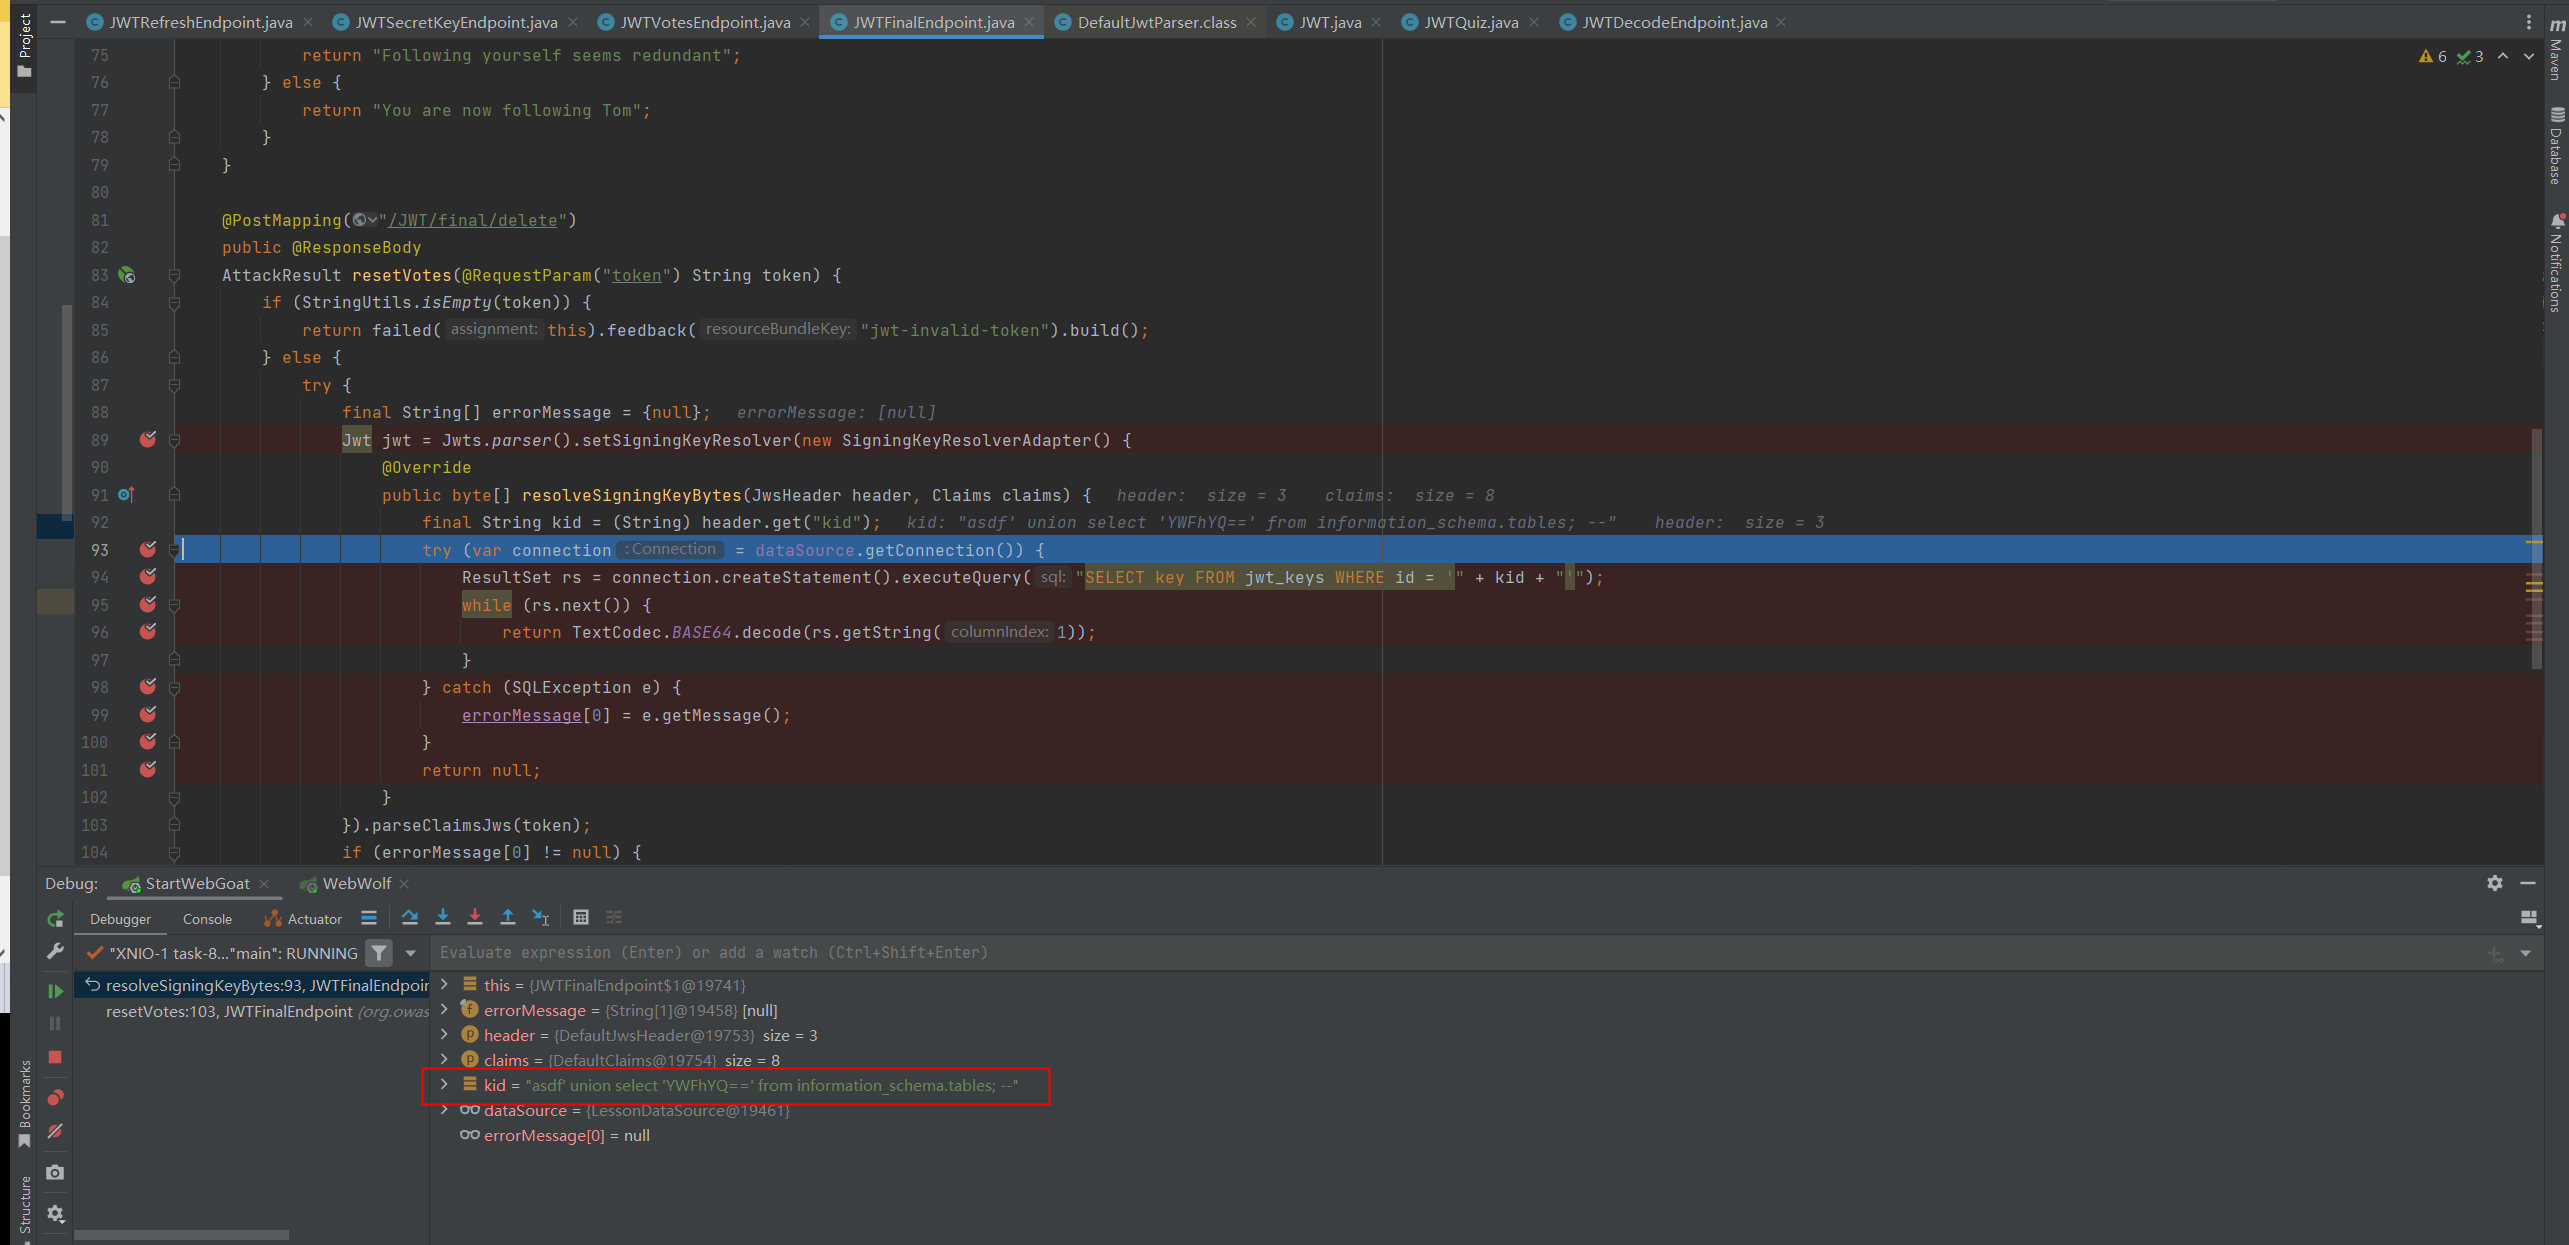 Project
JWTRefreshEndpoint.java JWTSecretKeyEndpoint.java JWTVotesEndpoint.java JWTFinalEndpoint.java DefaultJwtParser.class JWT.java JWTQuiz.java JWTDecodeEndpoint.java
6 3
Maven
Database
Notifications
75 return "Following yourself seems redundant";
76 } else {
77 return "You are now following Tom";
78 }
79 }
80
81 @PostMapping("/JWT/final/delete")
82 public @ResponseBody
83 AttackResult resetVotes(@RequestParam("token") String token) {
84 if (StringUtils.isEmpty(token)) {
85 return failed( assignment: this).feedback( resourceBundleKey: "jwt-invalid-token").build();
86 } else {
87 try {
88 final String[] errorMessage = {null}; errorMessage: [null]
89 Jwt jwt = Jwts.parser().setSigningKeyResolver(new SigningKeyResolverAdapter() {
90 @Override
91 public byte[] resolveSigningKeyBytes(JwsHeader header, Claims claims) { header: size = 3 claims: size = 8
92 final String kid = (String) header.get("kid"); kid: "asdf' union select 'YWFhYQ==' from information_schema.tables; --" header: size = 3
93 try (var connection : Connection = dataSource.getConnection()) {
94 ResultSet rs = connection.createStatement().executeQuery( sql: "SELECT key FROM jwt_keys WHERE id = '" + kid + "'");
95 while (rs.next()) {
96 return TextCodec.BASE64.decode(rs.getString( columnIndex: 1));
97 }
98 } catch (SQLException e) {
99 errorMessage[0] = e.getMessage();
100 }
101 return null;
102 }
103 }).parseClaimsJws(token);
104 if (errorMessage[0] != null) {
Debug: StartWebGoat WebWolf
Debugger Console Actuator
"XNIO-1 task-8..."main": RUNNING
Evaluate expression (Enter) or add a watch (Ctrl+Shift+Enter)
resolveSigningKeyBytes:93, JWTFinalEndpoin
resetVotes:103, JWTFinalEndpoint (org.owas
this = {JWTFinalEndpoint$1@19741}
errorMessage = {String[1]@19458} [null]
header = {DefaultJwsHeader@19753} size = 3
claims = {DefaultClaims@19754} size = 8
kid = "asdf' union select 'YWFhYQ==' from information_schema.tables; --"
dataSource = {LessonDataSource@19461}
errorMessage[0] = null
Bookmarks
Structure